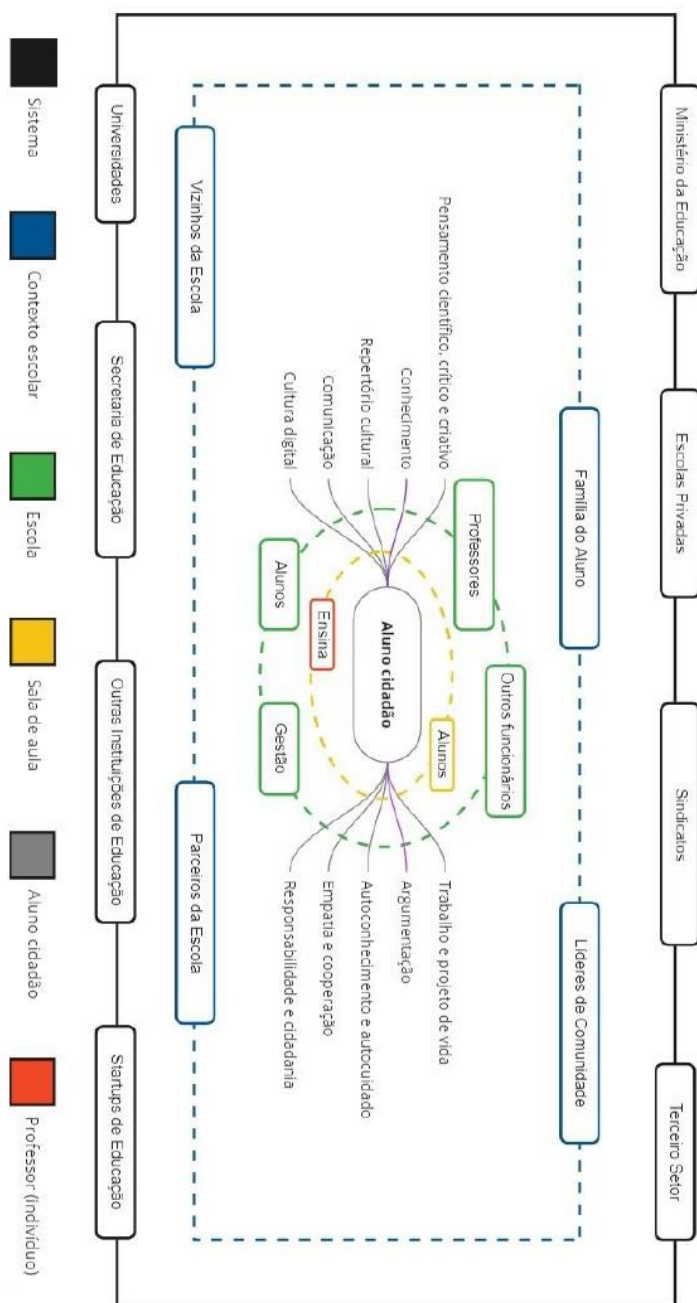 Ministério da Educação
Escolas Privadas
Sindicatos
Terceiro Setor
Família do Aluno
Líderes de Comunidade
Professores
Outros funcionários
Pensamento científico, crítico e criativo
Conhecimento
Repertório cultural
Comunicação
Cultura digital
Alunos
Aluno cidadão
Ensina
Trabalho e projeto de vida
Argumentação
Autoconhecimento e autocuidado
Empatia e cooperação
Responsabilidade e cidadania
Alunos
Gestão
Vizinhos da Escola
Parceiros da Escola
Universidades
Secretaria de Educação
Outras Instituições de Educação
Startups de Educação
Sistema
Contexto escolar
Escola
Sala de aula
Aluno cidadão
Professor (indivíduo)